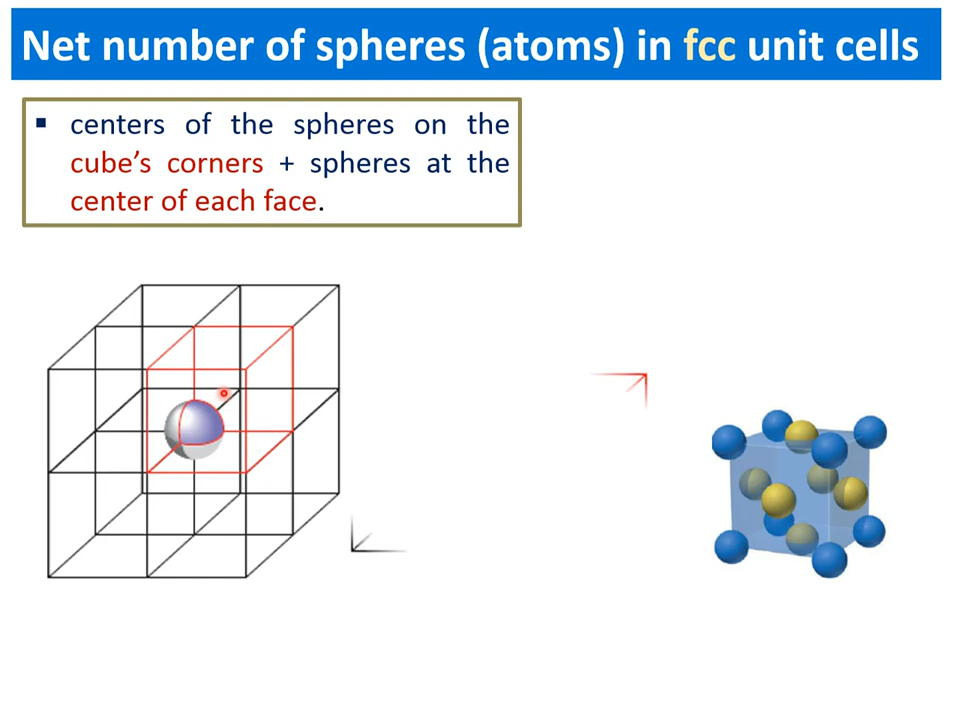 Net number of spheres (atoms) in fcc unit cells
▪ centers of the spheres on the
cube’s corners + spheres at the
center of each face.